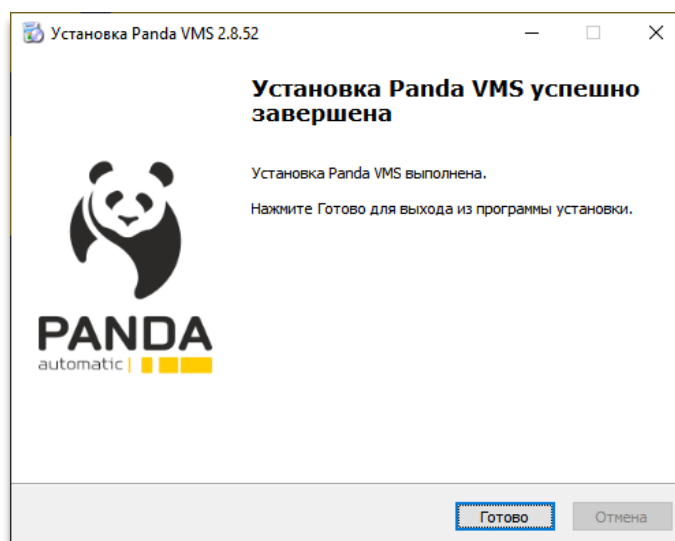 Установка Panda VMS 2.8.52
Установка Panda VMS успешно
завершена
Установка Panda VMS выполнена.
Нажмите Готово для выхода из программы установки.
PANDA
automatic
Готово
Отмена